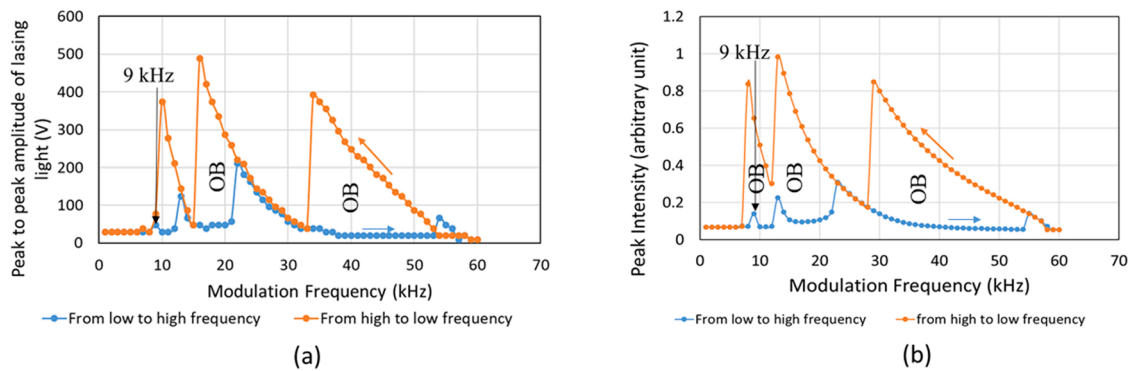 Peak to peak amplitude of lasing
light (V)
600
500
400
300
200
100
0
0 10 20 30 40 50 60 70
9 kHz
OB
OB
Modulation Frequency (kHz)
From low to high frequency From high to low frequency
(a)
Peak Intensity (arbitrary unit)
1.2
1
0.8
0.6
0.4
0.2
0
0 10 20 30 40 50 60 70
9 kHz
OB
OB
OB
Modulation Frequency (kHz)
From low to high frequency from high to low frequency
(b)